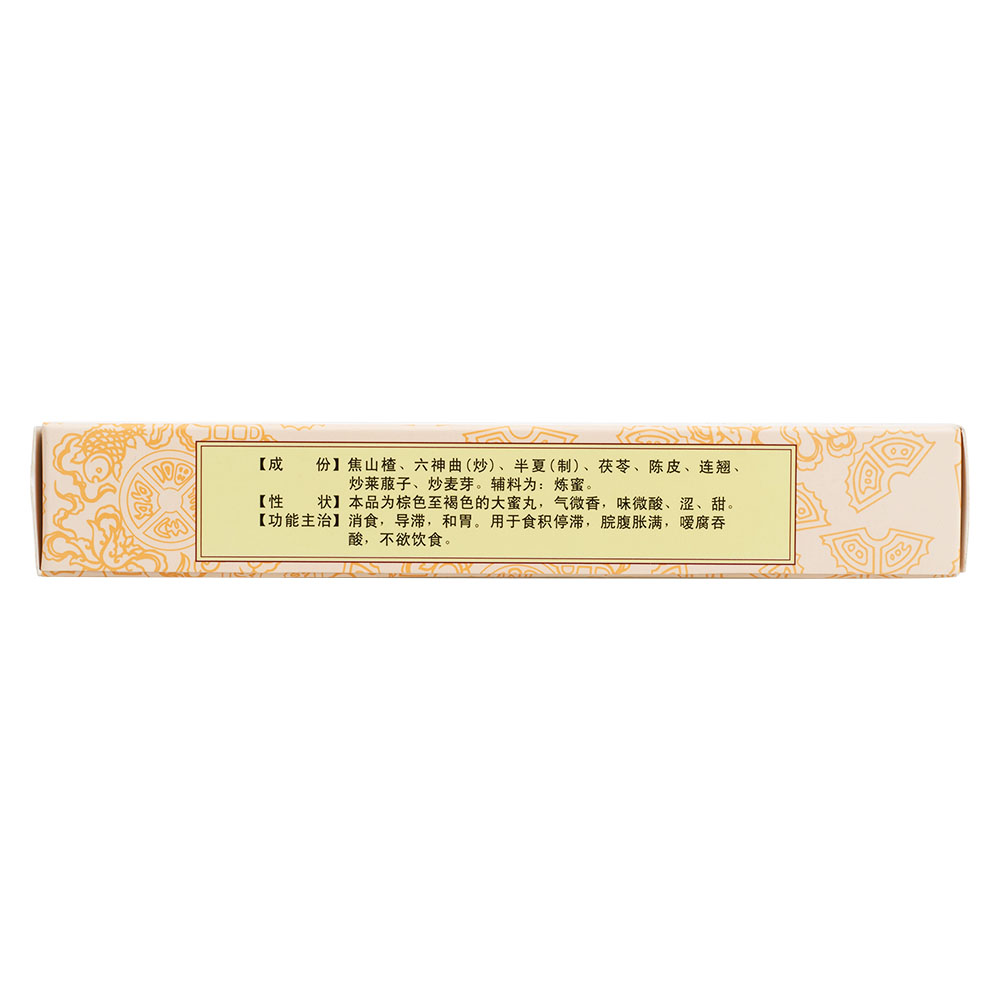 【成　　份】焦山楂、六神曲(炒)、半夏(制)、茯苓、陈皮、连翘、
炒莱菔子、炒麦芽。辅料为：炼蜜。
【性　　状】本品为棕色至褐色的大蜜丸，气微香，味微酸、涩、甜。
【功能主治】消食，导滞，和胃。用于食积停滞，脘腹胀满，嗳腐吞
酸，不欲饮食。